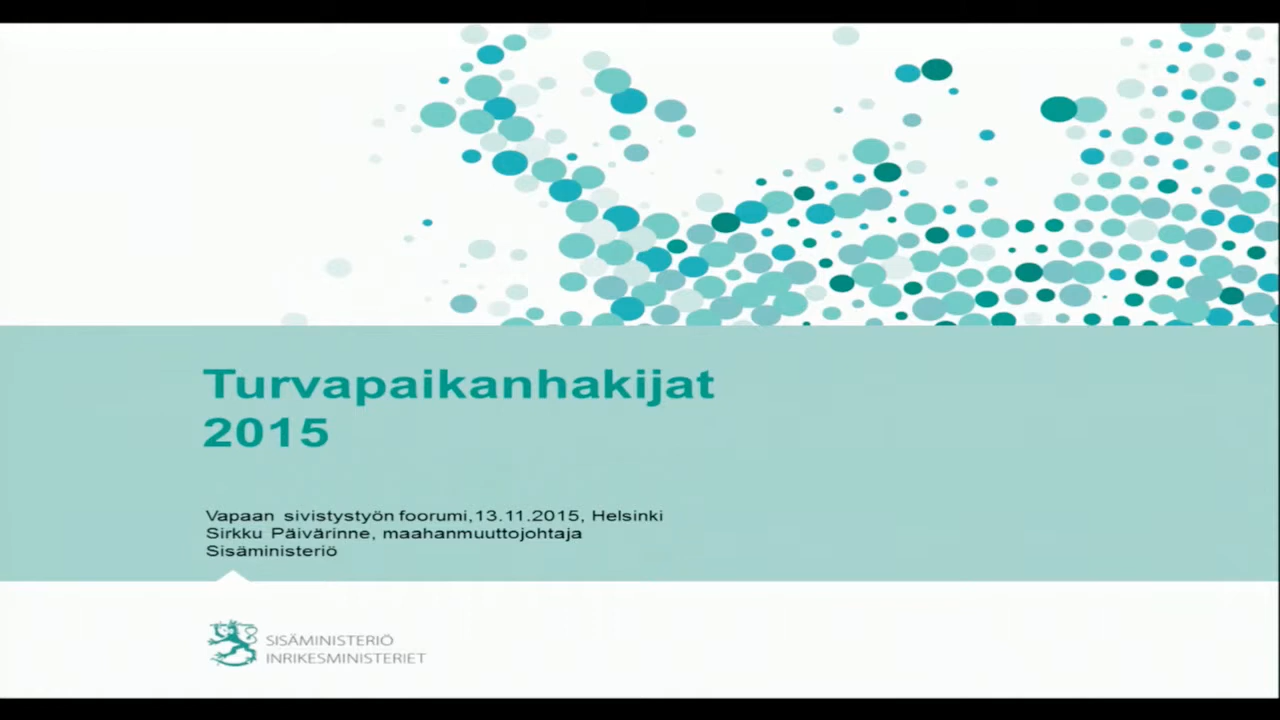 Turvapaikanhakijat
2015
Vapaan sivistystyön foorumi,13.11.2015, Helsinki
Sirkku Päivärinne, maahanmuuttojohtaja
Sisäministeriö
SISÄMINISTERIÖ
INRIKESMINISTERIET